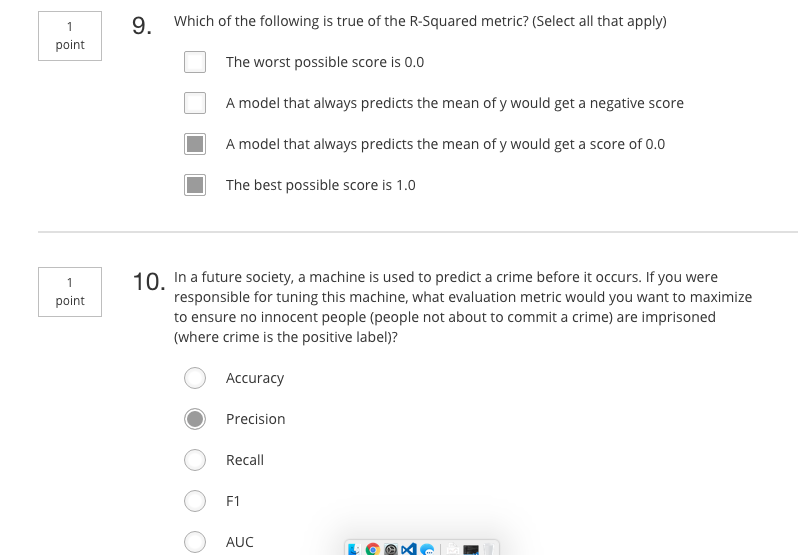 1
point
9.
Which of the following is true of the R-Squared metric? (Select all that apply)
The worst possible score is 0.0
A model that always predicts the mean of y would get a negative score
A model that always predicts the mean of y would get a score of 0.0
The best possible score is 1.0
1
point
10.
In a future society, a machine is used to predict a crime before it occurs. If you were
responsible for tuning this machine, what evaluation metric would you want to maximize
to ensure no innocent people (people not about to commit a crime) are imprisoned
(where crime is the positive label)?
Accuracy
Precision
Recall
F1
AUC